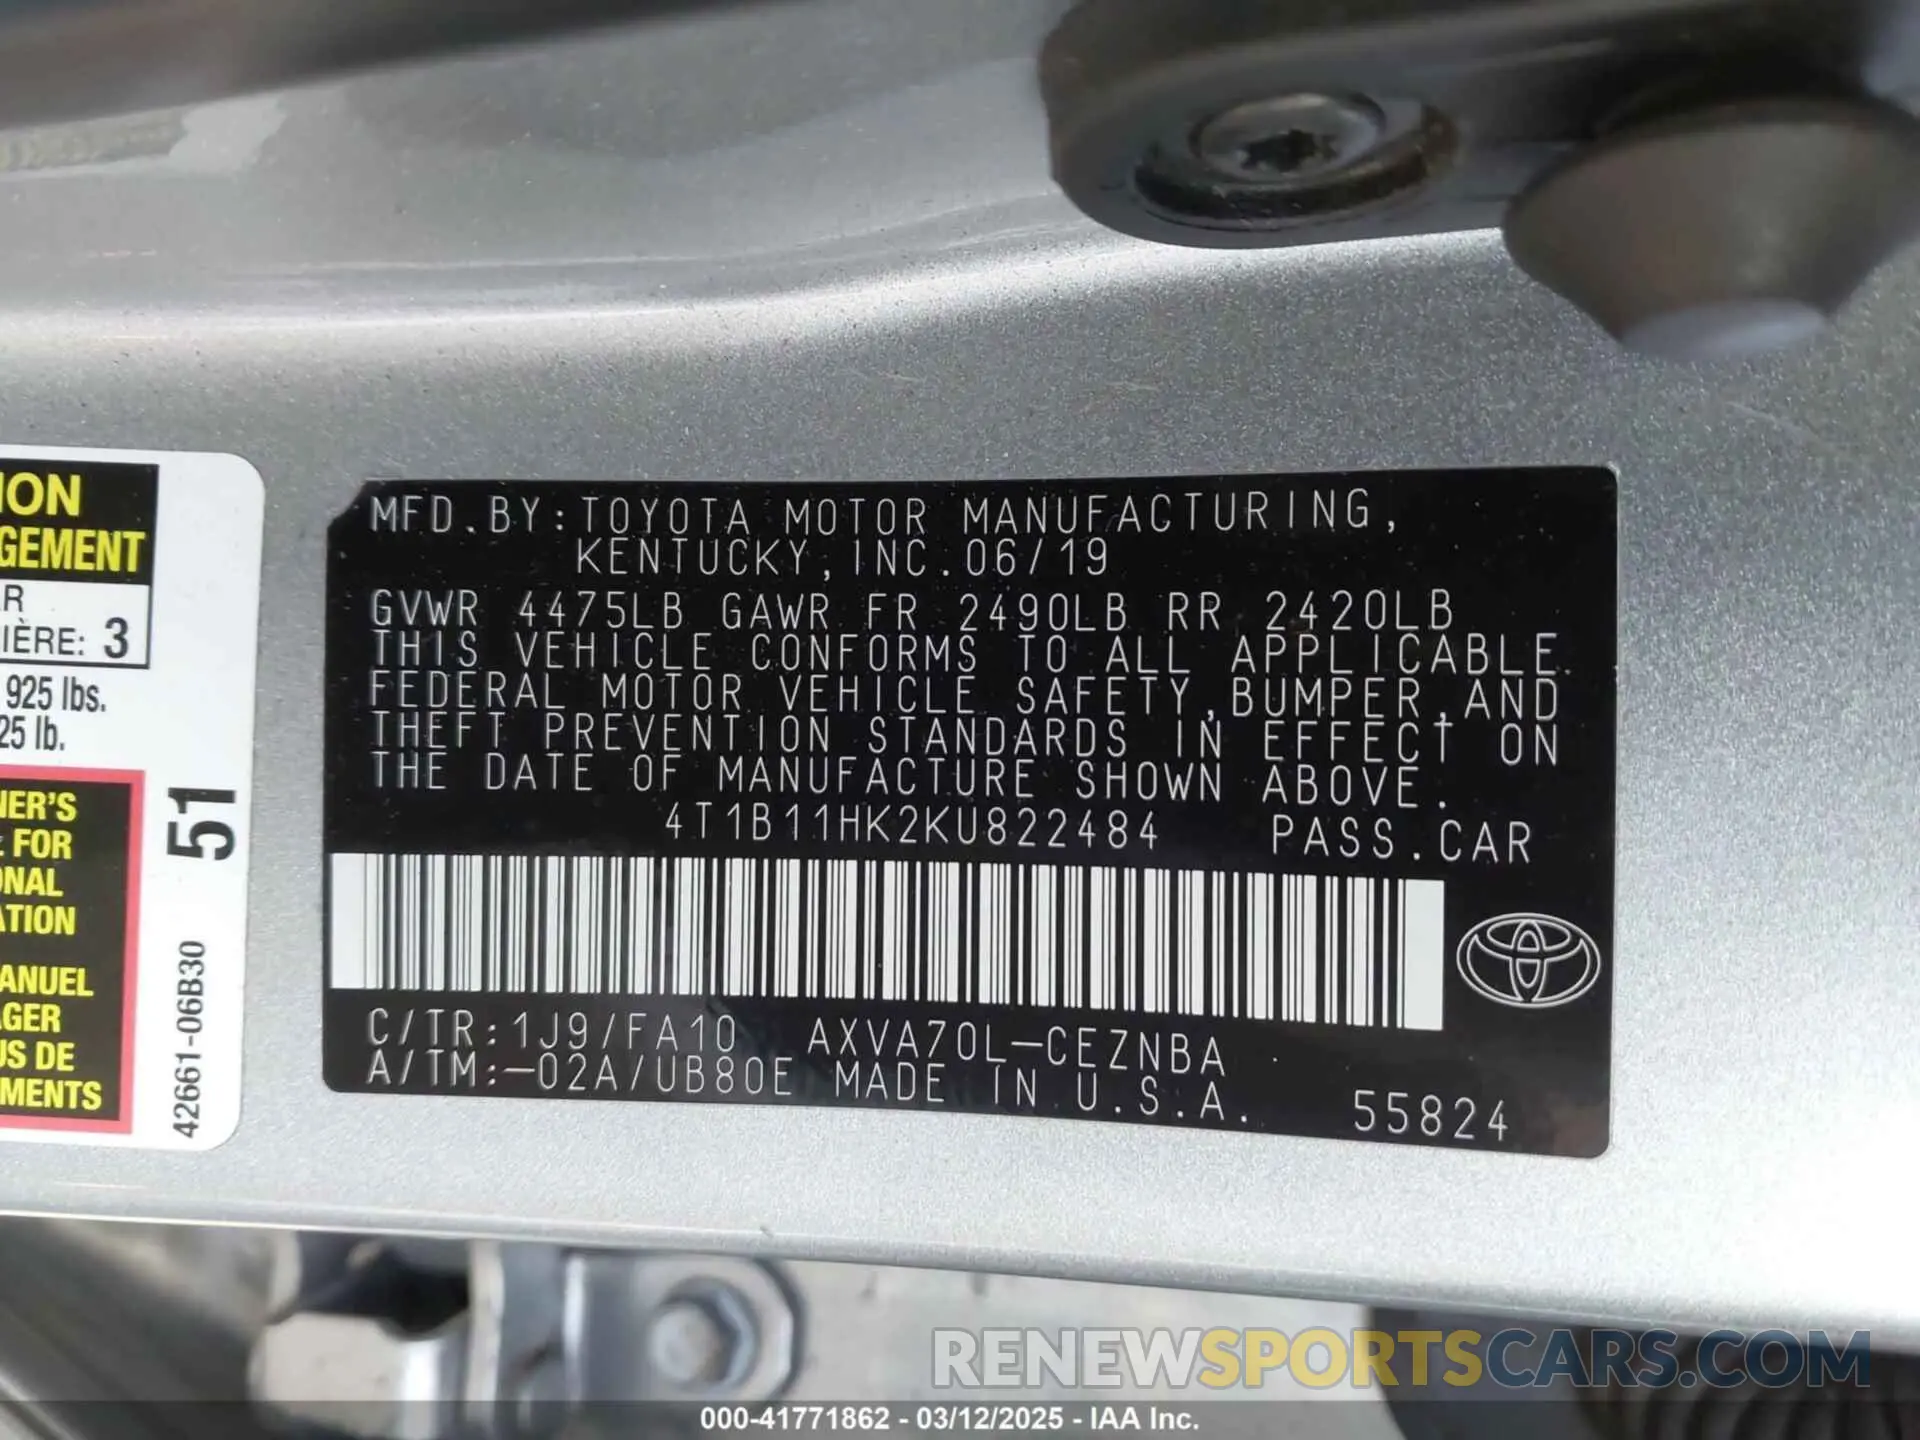 ION
GEMENT
AR
IÈRE: 3
925 lbs.
25 lb.
NER'S
FOR
ONAL
ATION
ANUEL
GER
US DE
MENTS
51
42661-06B30
MFD.BY:TOYOTA MOTOR MANUFACTURING,
KENTUCKY,INC.06/19
GVWR 4475LB GAWR FR 2490LB RR 2420LB
THIS VEHICLE CONFORMS TO ALL APPLICABLE
FEDERAL MOTOR VEHICLE SAFETY,BUMPER,AND
THEFT PREVENTION STANDARDS IN EFFECT ON
THE DATE OF MANUFACTURE SHOWN ABOVE.
4T1B11HK2KU822484 PASS.CAR
C/TR:1J9/FA10 AXVA70L-CEZNBA
A/TM:-02A/UB80E MADE IN U.S.A.
55824
RENEWSPORTSCARS.COM
000-41771862 - 03/12/2025 - IAA Inc.